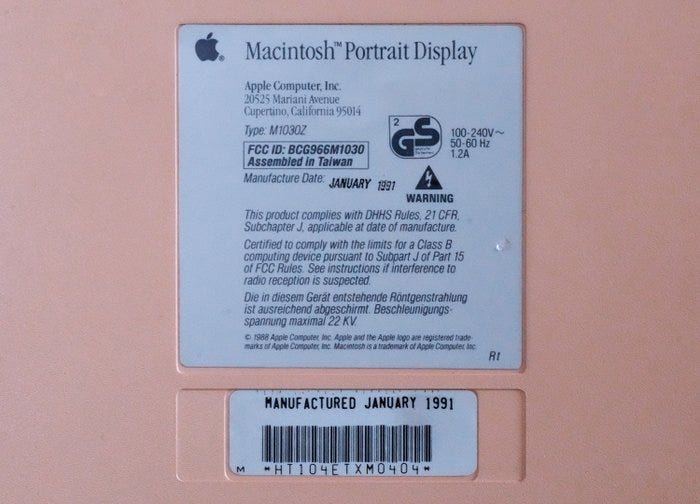 Macintosh™ Portrait Display
Apple Computer, Inc.
20525 Mariani Avenue
Cupertino, California 95014
Type: M1030Z
FCC ID: BCG966M1030
Assembled in Taiwan
Manufacture Date: JANUARY 1991
2
GS
100-240V~
50-60 Hz
1.2A
WARNING
This product complies with DHHS Rules, 21 CFR,
Subchapter J, applicable at date of manufacture.
Certified to comply with the limits for a Class B
computing device pursuant to Subpart J of Part 15
of FCC Rules. See instructions if interference to
radio reception is suspected.
Die in diesem Gerät entstehende Röntgenstrahlung
ist ausreichend abgeschirmt. Beschleunigungs-
spannung maximal 22 KV.
© 1988 Apple Computer, Inc. Apple and the Apple logo are registered trade-
marks of Apple Computer, Inc. Macintosh is a trademark of Apple Computer, Inc.
R1
MANUFACTURED JANUARY 1991
M *HT104ETXM0404*